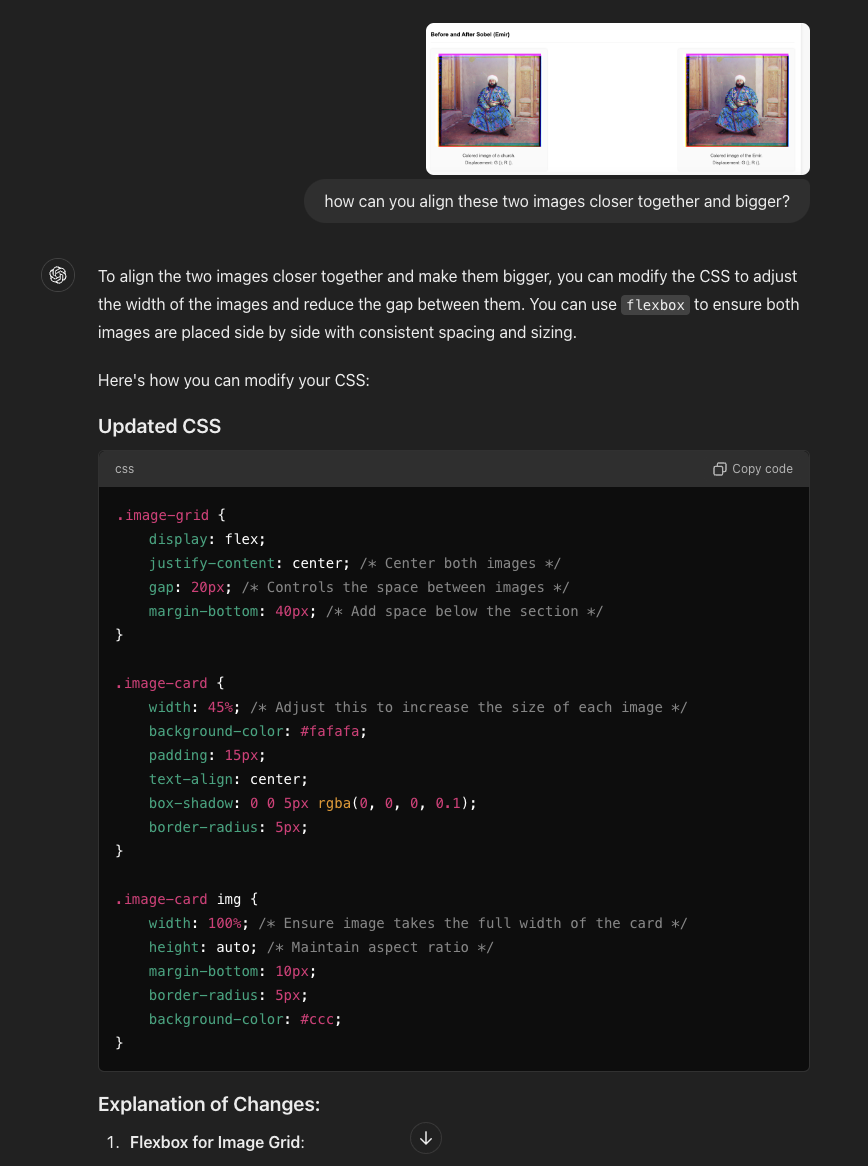 Before and After Sobel (Emir)
Colored image of a church.
Colored image of the Emir.
Displacement: G [], R [].
Displacement: G [], R [].
how can you align these two images closer together and bigger?
To align the two images closer together and make them bigger, you can modify the CSS to adjust
the width of the images and reduce the gap between them. You can use flexbox to ensure both
images are placed side by side with consistent spacing and sizing.
Here's how you can modify your CSS:
Updated CSS
css
Copy code
.image-grid {
    display: flex;
    justify-content: center; /* Center both images */
    gap: 20px; /* Controls the space between images */
    margin-bottom: 40px; /* Add space below the section */
}
.image-card {
    width: 45%; /* Adjust this to increase the size of each image */
    background-color: #fafafa;
    padding: 15px;
    text-align: center;
    box-shadow: 0 0 5px rgba(0, 0, 0, 0.1);
    border-radius: 5px;
}
.image-card img {
    width: 100%; /* Ensure image takes the full width of the card */
    height: auto; /* Maintain aspect ratio */
    margin-bottom: 10px;
    border-radius: 5px;
    background-color: #ccc;
}
Explanation of Changes:
1. Flexbox for Image Grid: